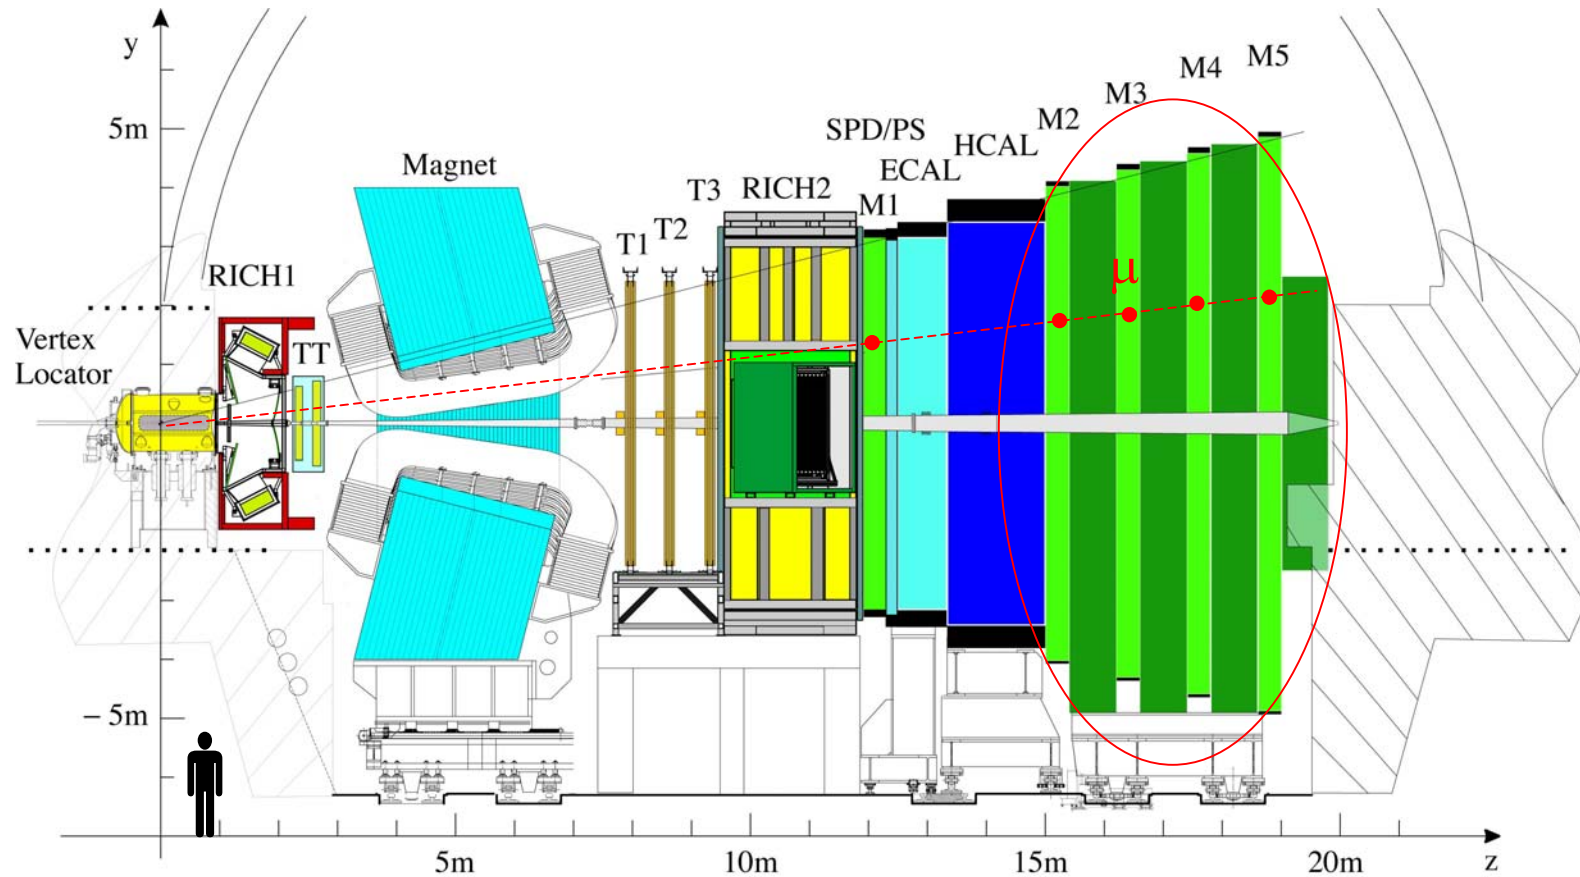 y
5m
Magnet
SPD/PS
ECAL
HCAL
M1
M2
M3
M4
M5
RICH2
T3
T2
T1
RICH1
TT
Vertex
Locator
μ
− 5m
5m
10m
15m
20m
z